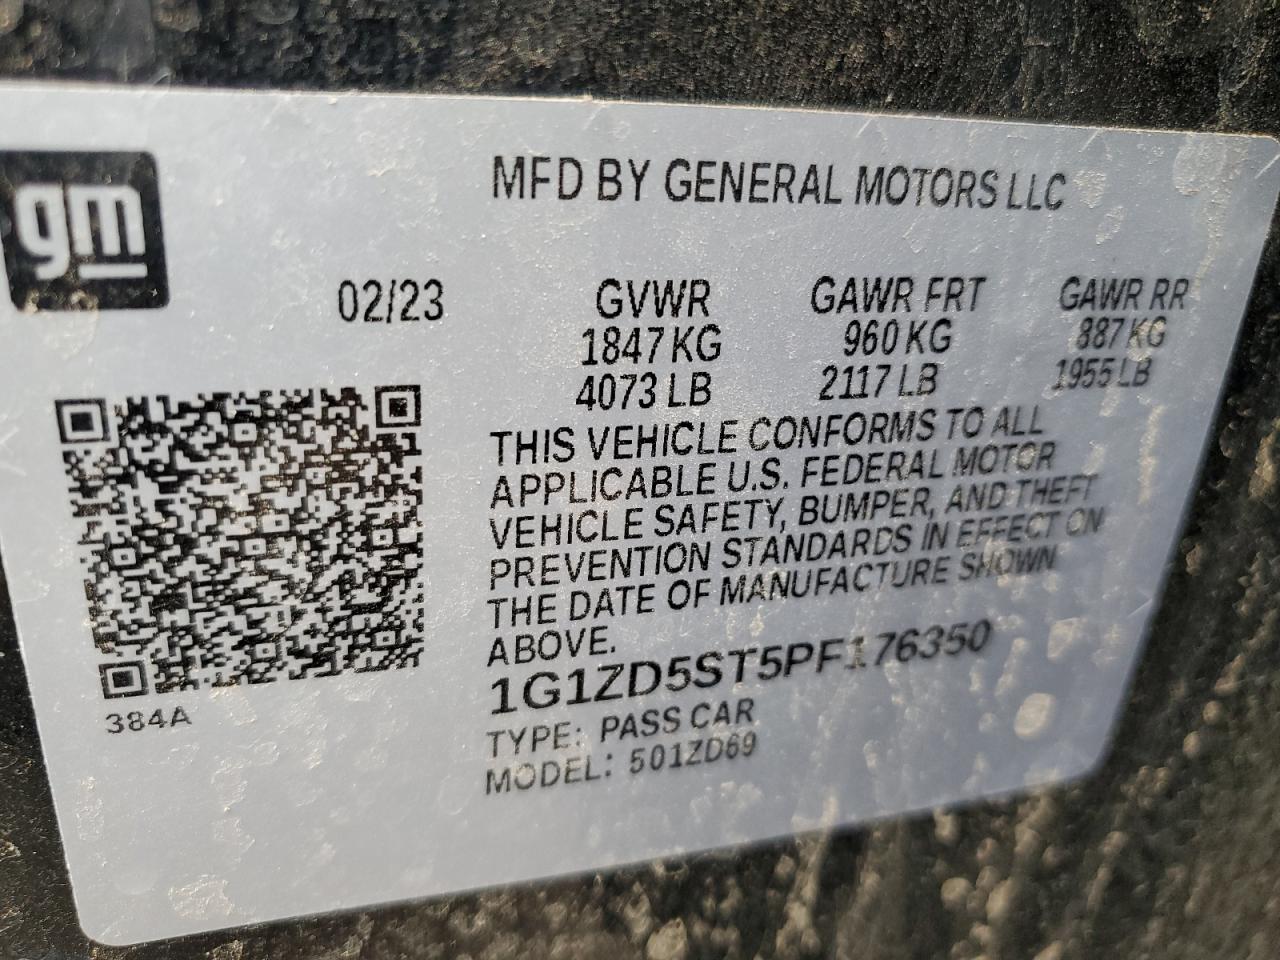 gm
MFD BY GENERAL MOTORS LLC
02/23 GVWR GAWR FRT GAWR RR
1847 KG 960 KG 887 KG
4073 LB 2117 LB 1955 LB
THIS VEHICLE CONFORMS TO ALL
APPLICABLE U.S. FEDERAL MOTOR
VEHICLE SAFETY, BUMPER, AND THEFT
PREVENTION STANDARDS IN EFFECT ON
THE DATE OF MANUFACTURE SHOWN
ABOVE.
1G1ZD5ST5PF176350
384A
TYPE: PASS CAR
MODEL: 501ZD69